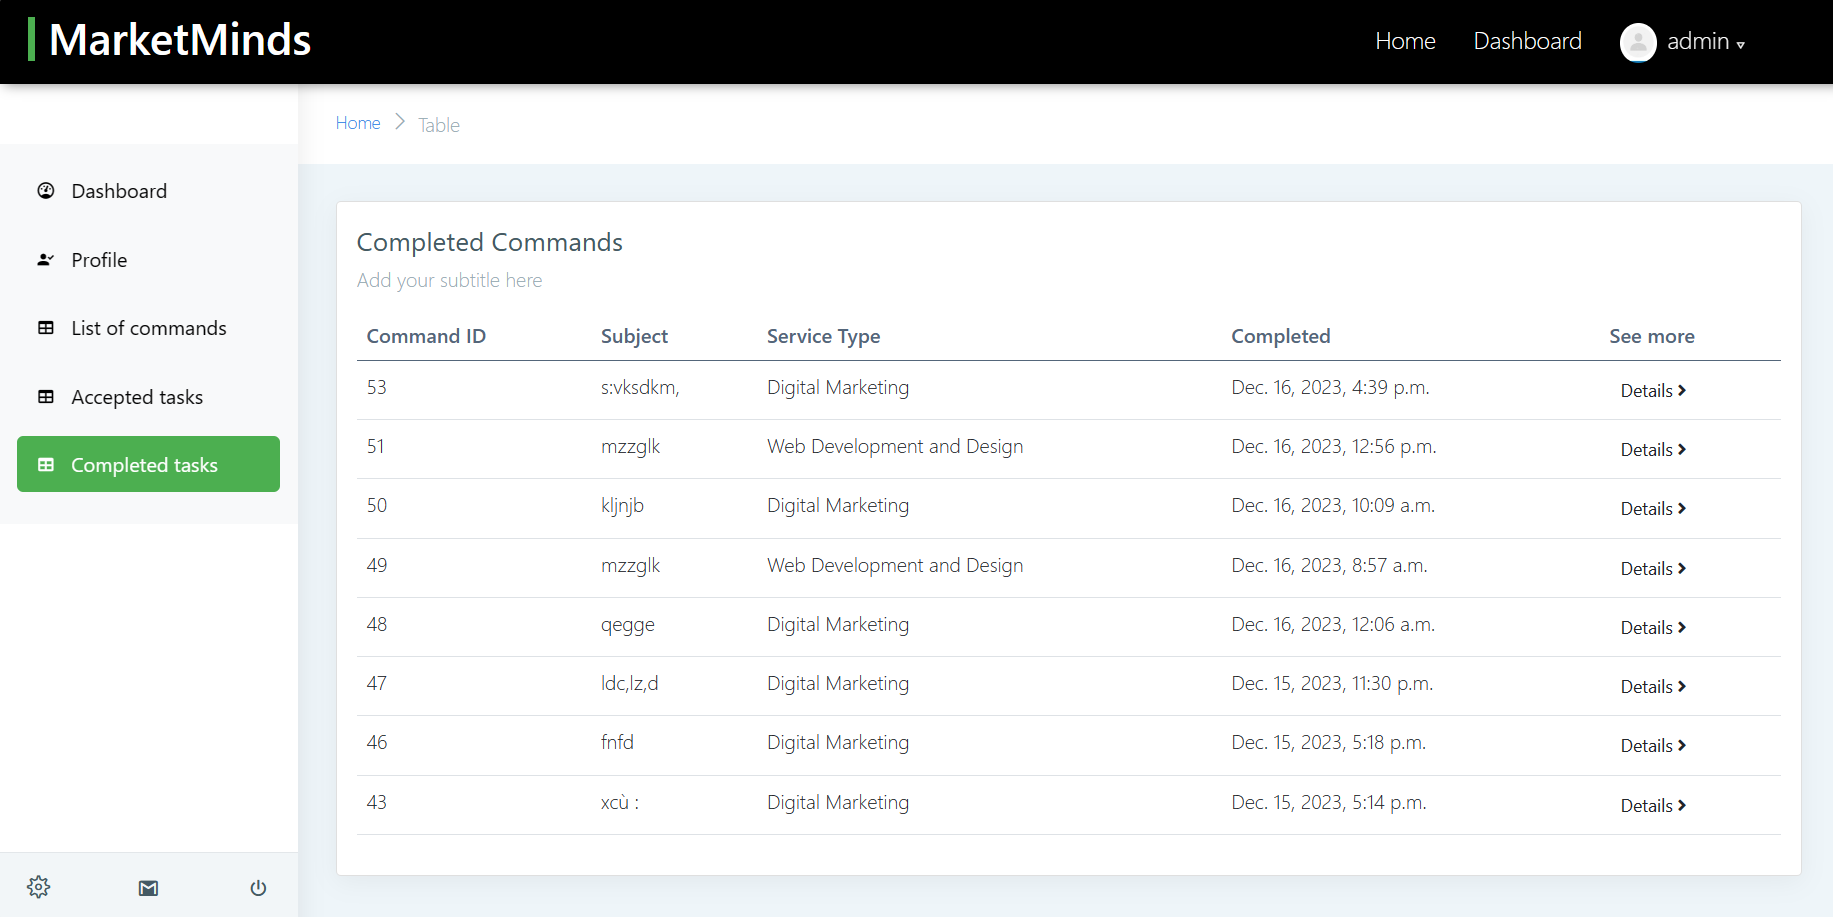 MarketMinds
Home Dashboard admin
Home Table
Dashboard
Profile
List of commands
Accepted tasks
Completed tasks
Completed Commands
Add your subtitle here
Command ID Subject Service Type Completed See more
53 s:vksdkm, Digital Marketing Dec. 16, 2023, 4:39 p.m. Details
51 mzzglk Web Development and Design Dec. 16, 2023, 12:56 p.m. Details
50 kljnjb Digital Marketing Dec. 16, 2023, 10:09 a.m. Details
49 mzzglk Web Development and Design Dec. 16, 2023, 8:57 a.m. Details
48 qegge Digital Marketing Dec. 16, 2023, 12:06 a.m. Details
47 ldc,lz,d Digital Marketing Dec. 15, 2023, 11:30 p.m. Details
46 fnfd Digital Marketing Dec. 15, 2023, 5:18 p.m. Details
43 xcù : Digital Marketing Dec. 15, 2023, 5:14 p.m. Details